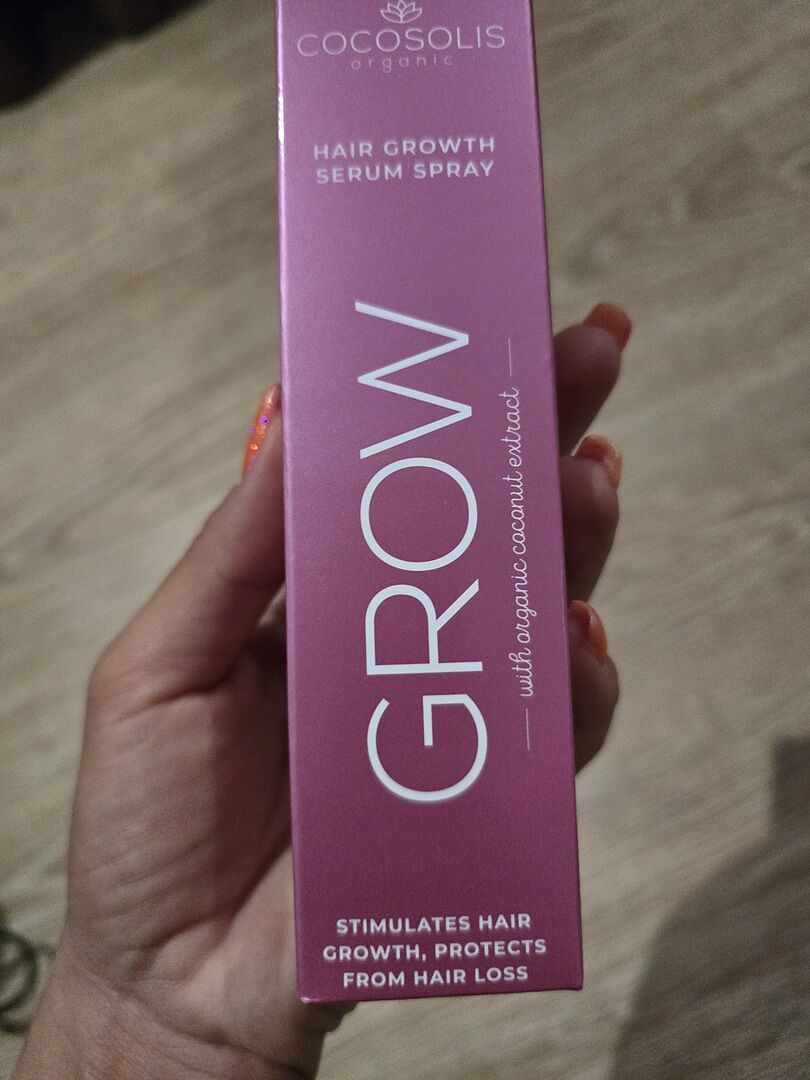 COCOSOLIS
organic
HAIR GROWTH
SERUM SPRAY
GROW
with organic coconut extract
STIMULATES HAIR
GROWTH, PROTECTS
FROM HAIR LOSS